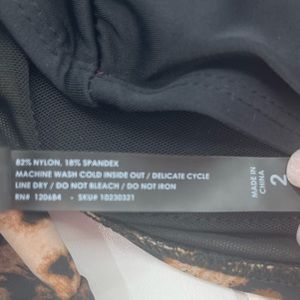 82% NYLON, 18% SPANDEX
MACHINE WASH COLD INSIDE OUT / DELICATE CYCLE
LINE DRY / DO NOT BLEACH / DO NOT IRON
RN# 120684 - SKU# 10230321
MADE IN
CHINA
2